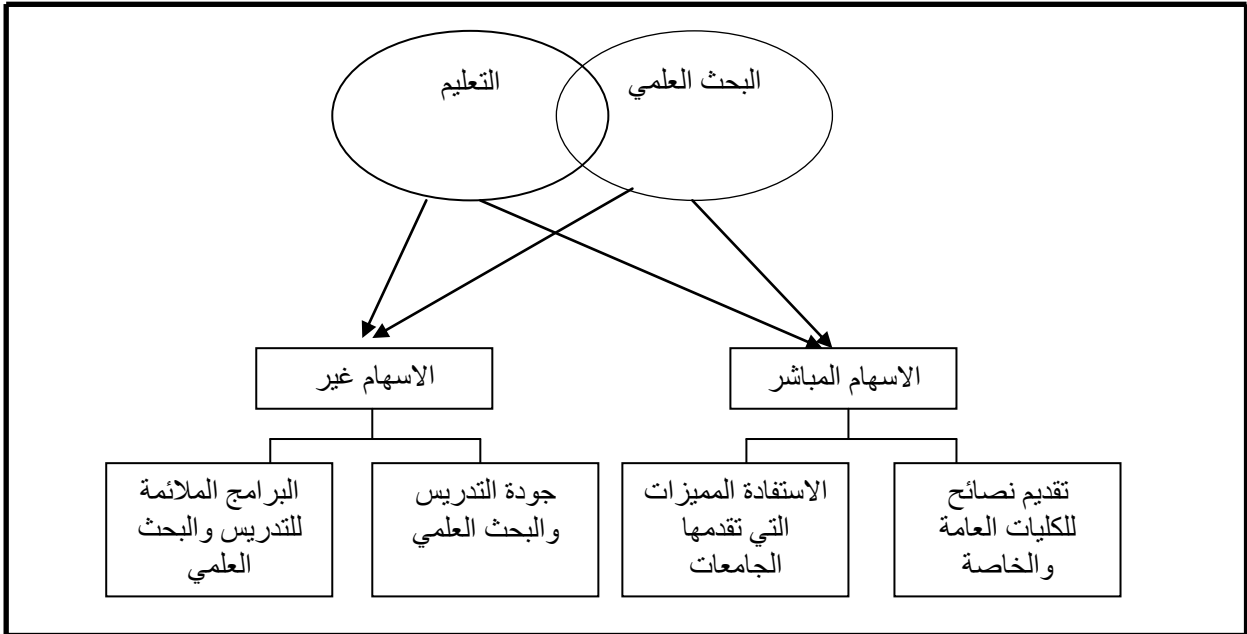 البحث العلمي
التعليم
الاسهام المباشر
الاسهام غير
تقديم نصائح
للكليات العامة
والخاصة
الاستفادة المميزات
التي تقدمها
الجامعات
جودة التدريس
والبحث العلمي
البرامج الملائمة
للتدريس والبحث
العلمي